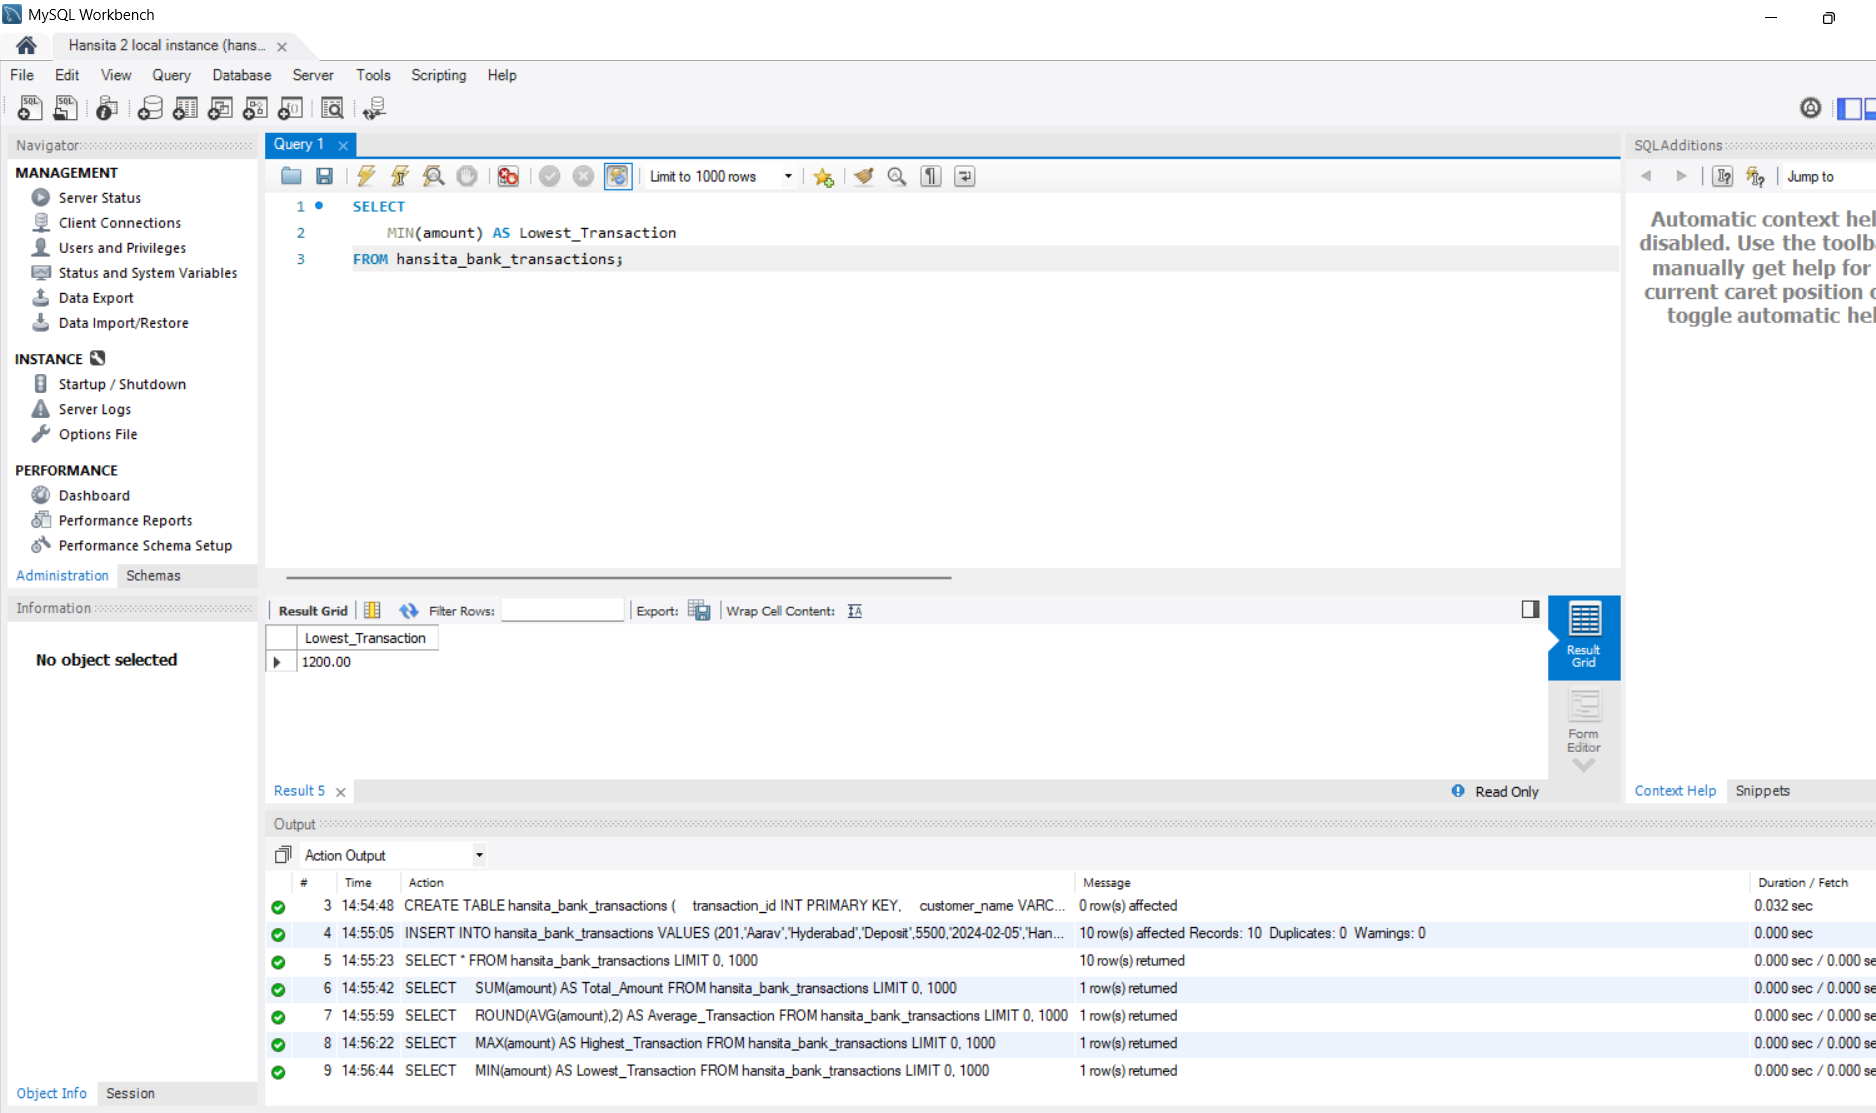 MySQL Workbench
Hansita 2 local instance (hans...
File Edit View Query Database Server Tools Scripting Help
Navigator
MANAGEMENT
Server Status
Client Connections
Users and Privileges
Status and System Variables
Data Export
Data Import/Restore
INSTANCE
Startup / Shutdown
Server Logs
Options File
PERFORMANCE
Dashboard
Performance Reports
Performance Schema Setup
Administration Schemas
Information
No object selected
Object Info Session
Query 1
Limit to 1000 rows
1 SELECT
2 MIN(amount) AS Lowest_Transaction
3 FROM hansita_bank_transactions;
Result Grid Filter Rows: Export: Wrap Cell Content:
Lowest_Transaction
1200.00
Result
Grid
Form
Editor
Result 5 Read Only
SQLAdditions
Jump to
Automatic context hel
disabled. Use the toolb
manually get help for
current caret position
toggle automatic hel
Context Help Snippets
Output
Action Output
# Time Action Message Duration / Fetch
3 14:54:48 CREATE TABLE hansita_bank_transactions ( transaction_id INT PRIMARY KEY, customer_name VARC... 0 row(s) affected 0.032 sec
4 14:55:05 INSERT INTO hansita_bank_transactions VALUES (201,'Aarav','Hyderabad','Deposit',5500,'2024-02-05','Han... 10 row(s) affected Records: 10 Duplicates: 0 Warnings: 0 0.000 sec
5 14:55:23 SELECT * FROM hansita_bank_transactions LIMIT 0, 1000 10 row(s) returned 0.000 sec / 0.000 se
6 14:55:42 SELECT SUM(amount) AS Total_Amount FROM hansita_bank_transactions LIMIT 0, 1000 1 row(s) returned 0.000 sec / 0.000 se
7 14:55:59 SELECT ROUND(AVG(amount),2) AS Average_Transaction FROM hansita_bank_transactions LIMIT 0, 1000 1 row(s) returned 0.000 sec / 0.000 se
8 14:56:22 SELECT MAX(amount) AS Highest_Transaction FROM hansita_bank_transactions LIMIT 0, 1000 1 row(s) returned 0.000 sec / 0.000 se
9 14:56:44 SELECT MIN(amount) AS Lowest_Transaction FROM hansita_bank_transactions LIMIT 0, 1000 1 row(s) returned 0.000 sec / 0.000 se